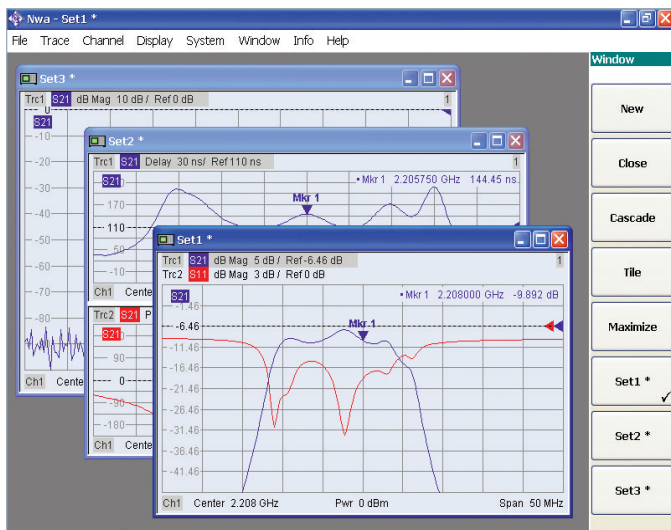 Nwa - Set1 *
File Trace Channel Display System Window Info Help
Set3 *
Trc1 S21 dB Mag 10 dB / Ref 0 dB 1
S21
-10
-20
-30
-40
-50
-60
-70
-80
Ch1 Center
Set2 *
Trc1 S21 Delay 30 ns/ Ref 110 ns 1
S21
•Mkr 1 2.205750 GHz 144.45 ns
Mkr 1
170
110
50
-10
Ch1 Cente
Trc2 S21 P
S21
90
0
-90
-180
Ch1 Cente
Set1 *
Trc1 S21 dB Mag 5 dB / Ref-6.46 dB 1
Trc2 S11 dB Mag 3 dB / Ref 0 dB
S21
•Mkr 1 2.208000 GHz -9.892 dB
Mkr 1
-1.46
-6.46
-11.46
-16.46
-21.46
-26.46
-31.46
-36.46
-41.46
Ch1 Center 2.208 GHz Pwr 0 dBm Span 50 MHz
Window
New
Close
Cascade
Tile
Maximize
Set1 *
Set2 *
Set3 *